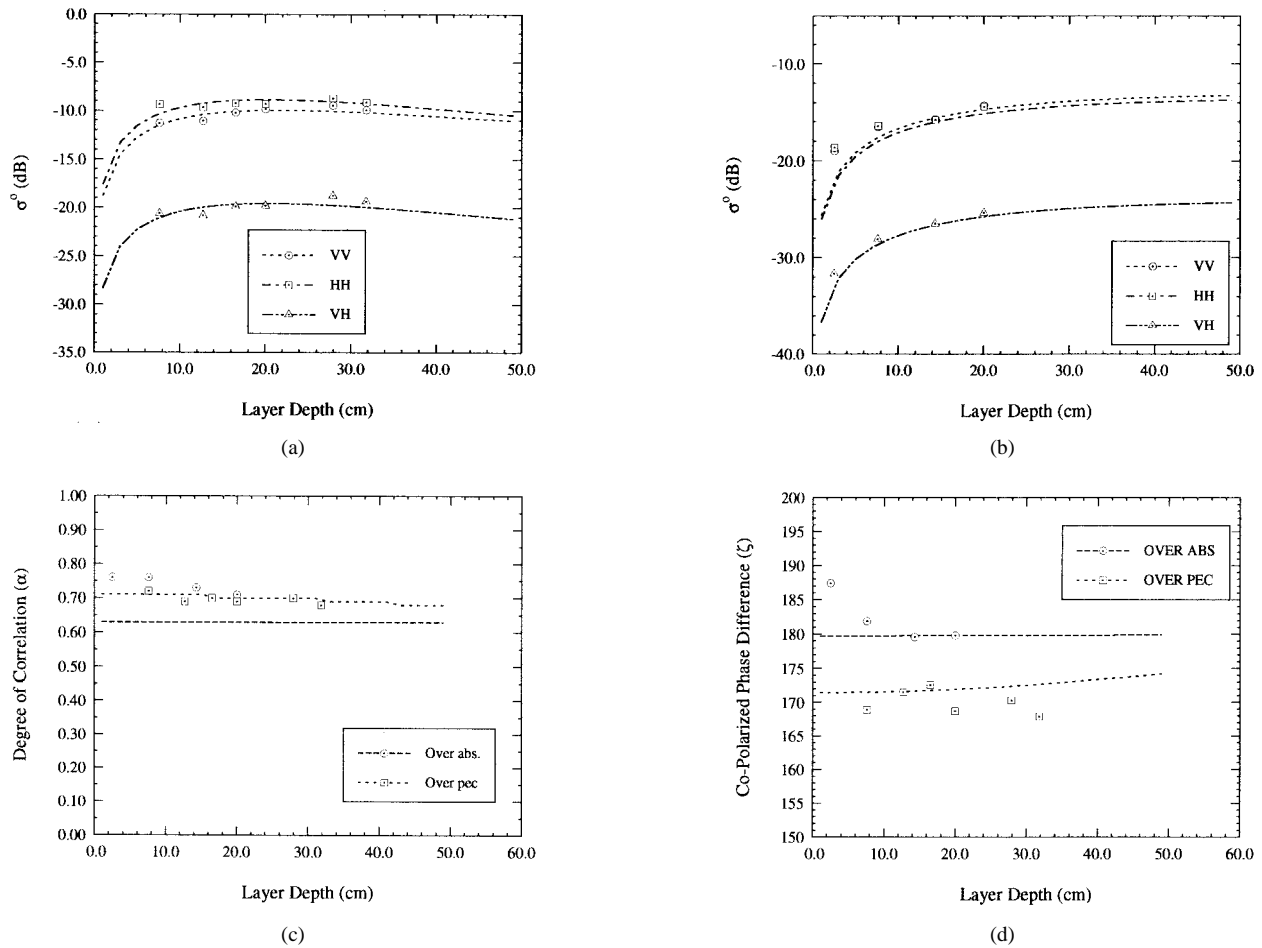 0.0
-5.0
-10.0
-15.0
-20.0
-25.0
-30.0
-35.0
σ° (dB)
VV
HH
VH
0.0 10.0 20.0 30.0 40.0 50.0
Layer Depth (cm)
(a)
-10.0
-20.0
-30.0
-40.0
σ° (dB)
VV
HH
VH
0.0 10.0 20.0 30.0 40.0 50.0
Layer Depth (cm)
(b)
1.00
0.90
0.80
0.70
0.60
0.50
0.40
0.30
0.20
0.10
0.00
Degree of Correlation (α)
Over abs.
Over pec
0.0 10.0 20.0 30.0 40.0 50.0 60.0
Layer Depth (cm)
(c)
200
195
190
185
180
175
170
165
160
155
150
Co-Polarized Phase Difference (ζ)
OVER ABS
OVER PEC
0.0 10.0 20.0 30.0 40.0 50.0 60.0
Layer Depth (cm)
(d)